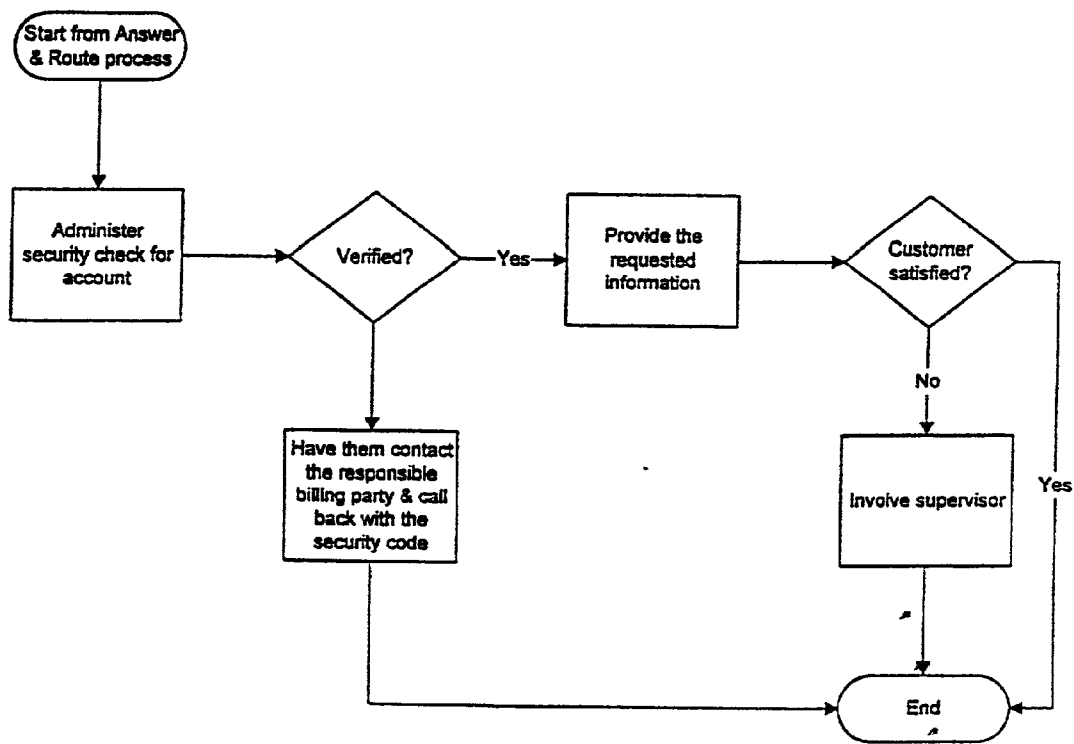 Start from Answer
& Route process
Administer
security check for
account
Verified?
Yes
Provide the
requested
information
Customer
satisfied?
No
Have them contact
the responsible
billing party & call
back with the
security code
Involve supervisor
Yes
End